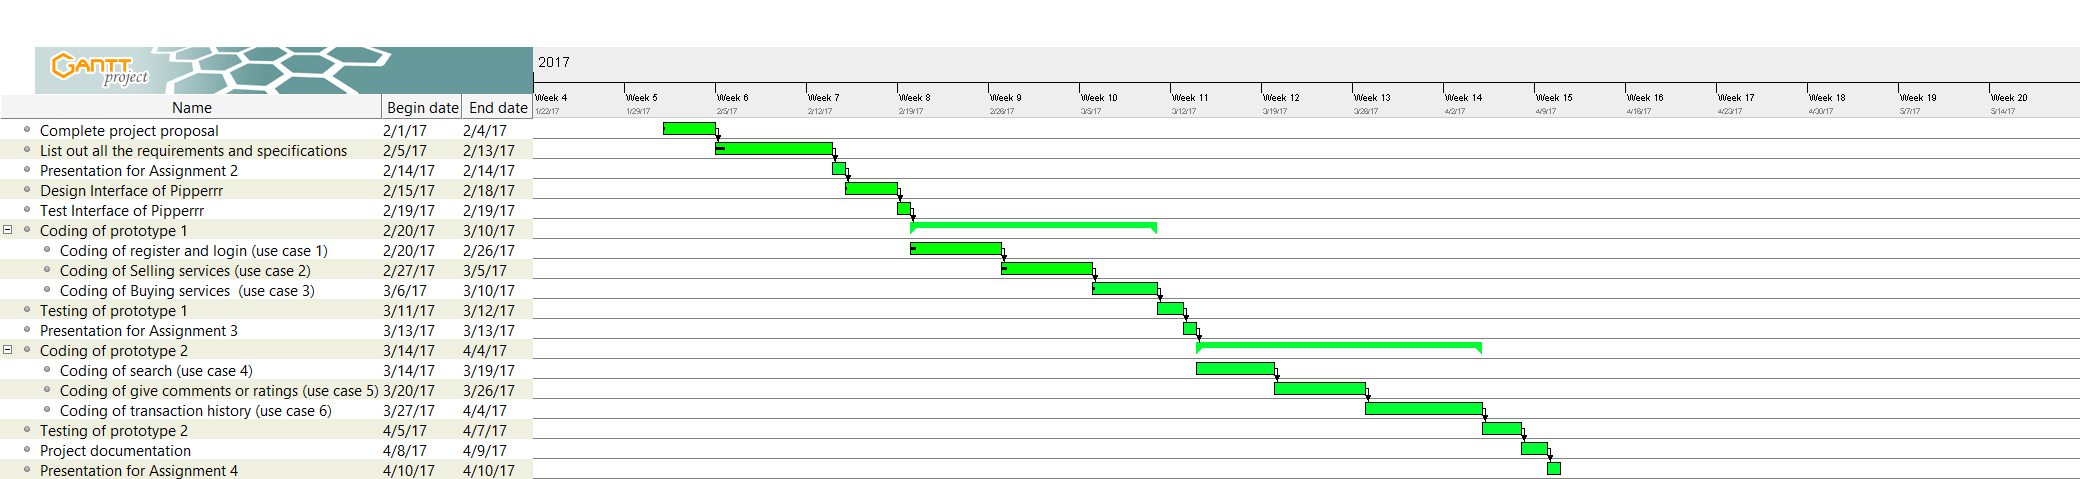 GANTT
project
2017
Name Begin date End date
Week 4 Week 5 Week 6 Week 7 Week 8 Week 9 Week 10 Week 11 Week 12 Week 13 Week 14 Week 15 Week 16 Week 17 Week 18 Week 19 Week 20
1/22/17 1/29/17 2/5/17 2/12/17 2/19/17 2/26/17 3/5/17 3/12/17 3/19/17 3/26/17 4/2/17 4/9/17 4/16/17 4/23/17 4/30/17 5/7/17 5/14/17
Complete project proposal 2/1/17 2/4/17
List out all the requirements and specifications 2/5/17 2/13/17
Presentation for Assignment 2 2/14/17 2/14/17
Design Interface of Pipperrr 2/15/17 2/18/17
Test Interface of Pipperrr 2/19/17 2/19/17
Coding of prototype 1 2/20/17 3/10/17
Coding of register and login (use case 1) 2/20/17 2/26/17
Coding of Selling services (use case 2) 2/27/17 3/5/17
Coding of Buying services (use case 3) 3/6/17 3/10/17
Testing of prototype 1 3/11/17 3/12/17
Presentation for Assignment 3 3/13/17 3/13/17
Coding of prototype 2 3/14/17 4/4/17
Coding of search (use case 4) 3/14/17 3/19/17
Coding of give comments or ratings (use case 5) 3/20/17 3/26/17
Coding of transaction history (use case 6) 3/27/17 4/4/17
Testing of prototype 2 4/5/17 4/7/17
Project documentation 4/8/17 4/9/17
Presentation for Assignment 4 4/10/17 4/10/17